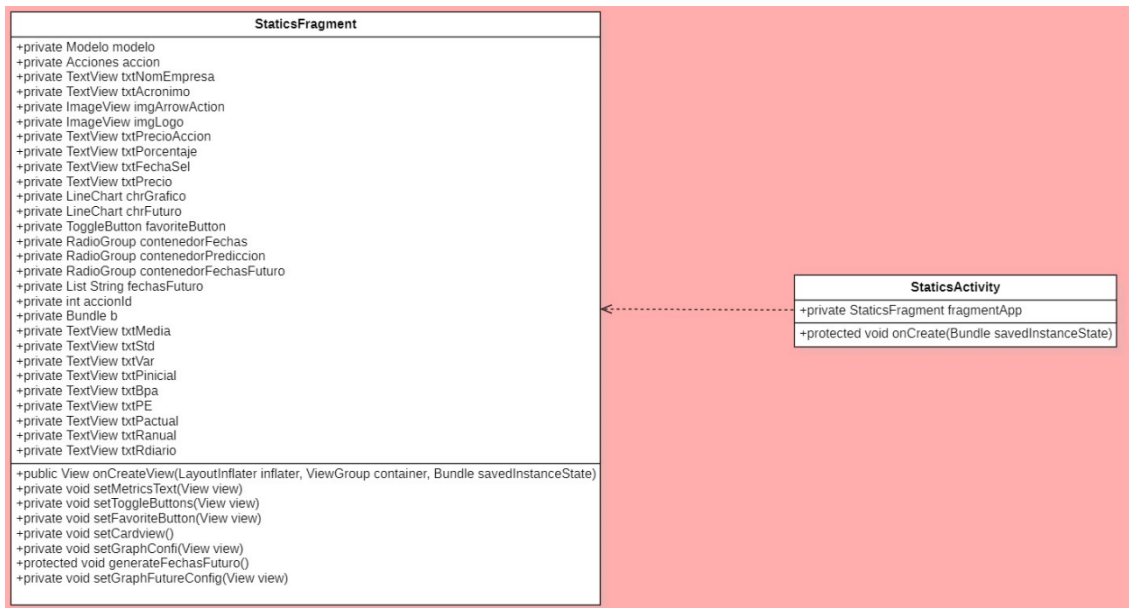 StaticsFragment
+private Modelo modelo
+private Acciones accion
+private TextView txtNomEmpresa
+private TextView txtAcronimo
+private ImageView imgArrowAction
+private ImageView imgLogo
+private TextView txtPrecioAccion
+private TextView txtPorcentaje
+private TextView txtFechaSel
+private TextView txtPrecio
+private LineChart chrGrafico
+private LineChart chrFuturo
+private ToggleButton favoriteButton
+private RadioGroup contenedorFechas
+private RadioGroup contenedorPrediccion
+private RadioGroup contenedorFechasFuturo
+private List String fechasFuturo
+private int accionId
+private Bundle b
+private TextView txtMedia
+private TextView txtStd
+private TextView txtVar
+private TextView txtPinicial
+private TextView txtBpa
+private TextView txtPE
+private TextView txtPactual
+private TextView txtRanual
+private TextView txtRdiario
+public View onCreateView(LayoutInflater inflater, ViewGroup container, Bundle savedInstanceState)
+private void setMetricsText(View view)
+private void setToggleButtons(View view)
+private void setFavoriteButton(View view)
+private void setCardview()
+private void setGraphConfi(View view)
+protected void generateFechasFuturo()
+private void setGraphFutureConfig(View view)
StaticsActivity
+private StaticsFragment fragmentApp
+protected void onCreate(Bundle savedInstanceState)